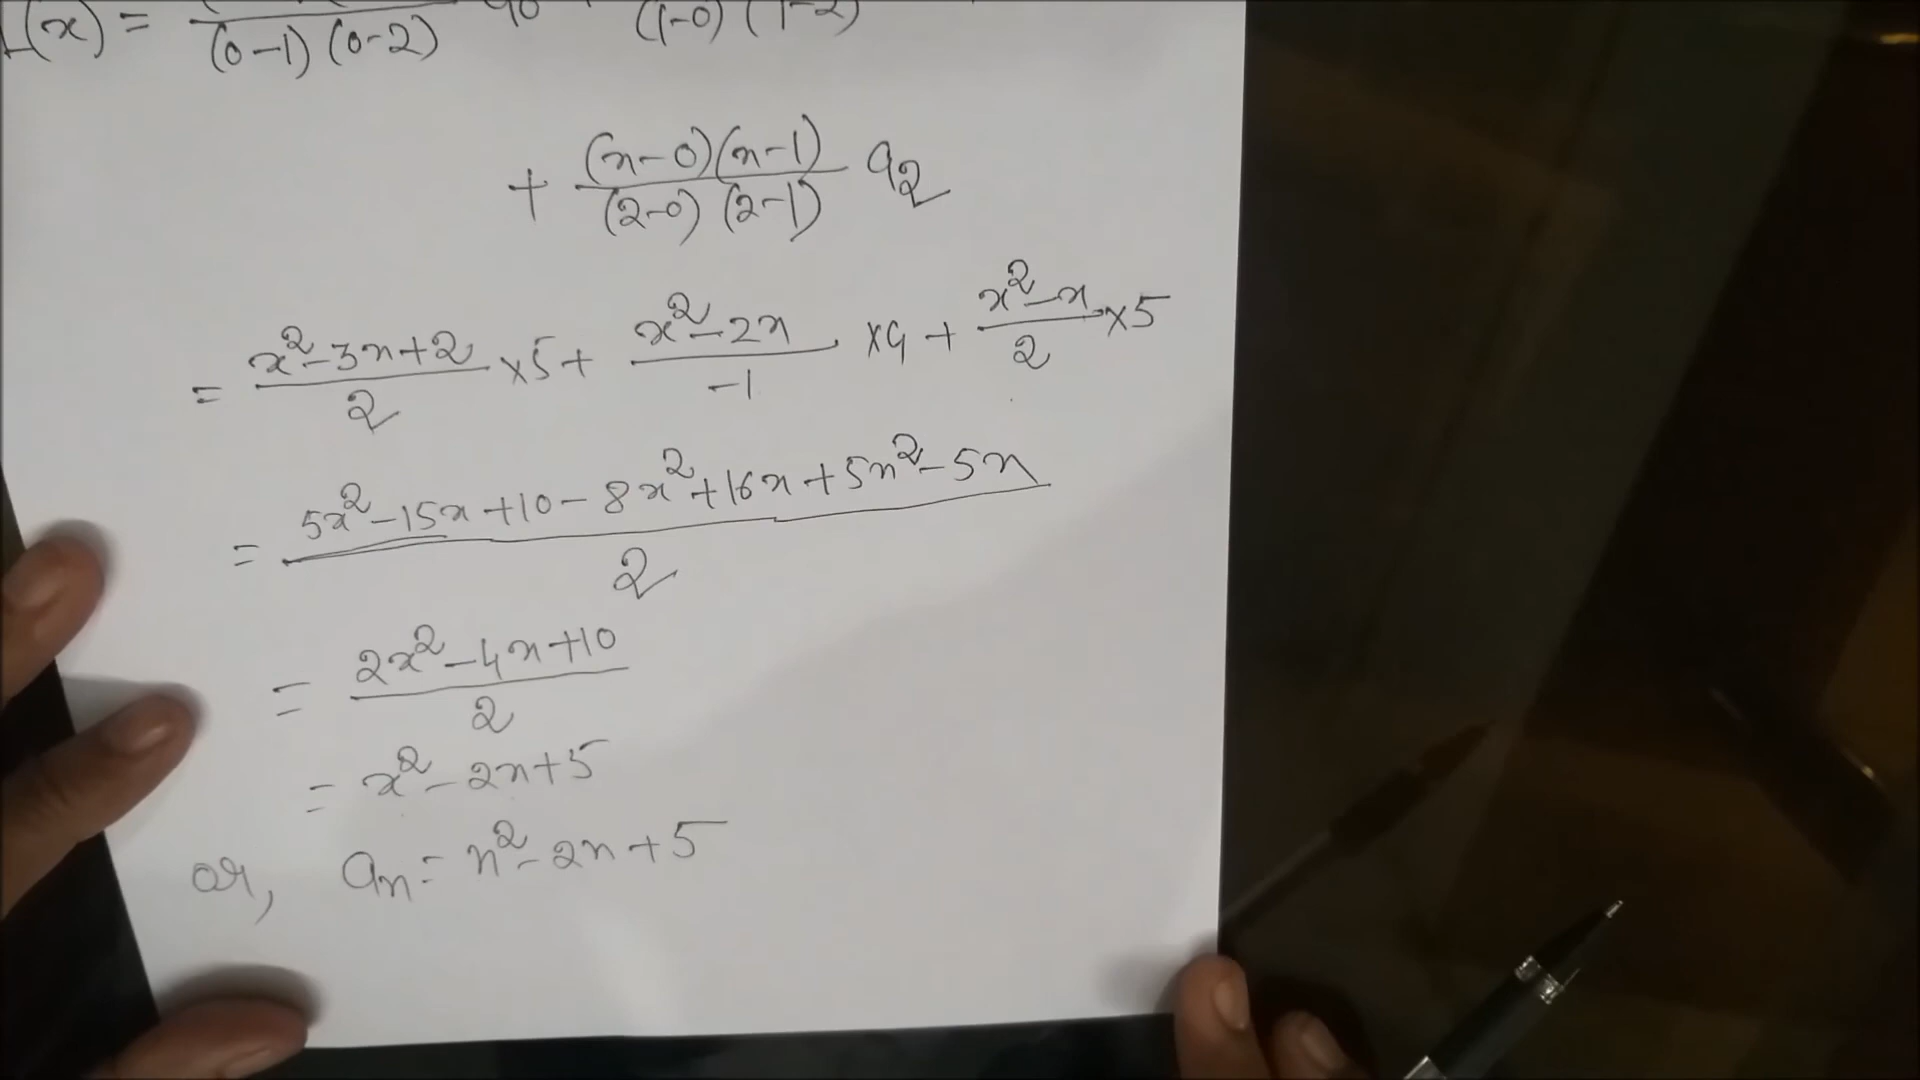 L(x) = / (0-1)(0-2) a0 (1-0)(1-2)
+ (x-0)(x-1) / (2-0)(2-1) a2
= x²-3x+2 / 2 ×5 + x²-2x / -1 ×4 + x²-x / 2 ×5
= 5x²-15x+10-8x²+16x+5x²-5x / 2
= 2x²-4x+10 / 2
= x²-2x+5
or, an = n²-2n+5